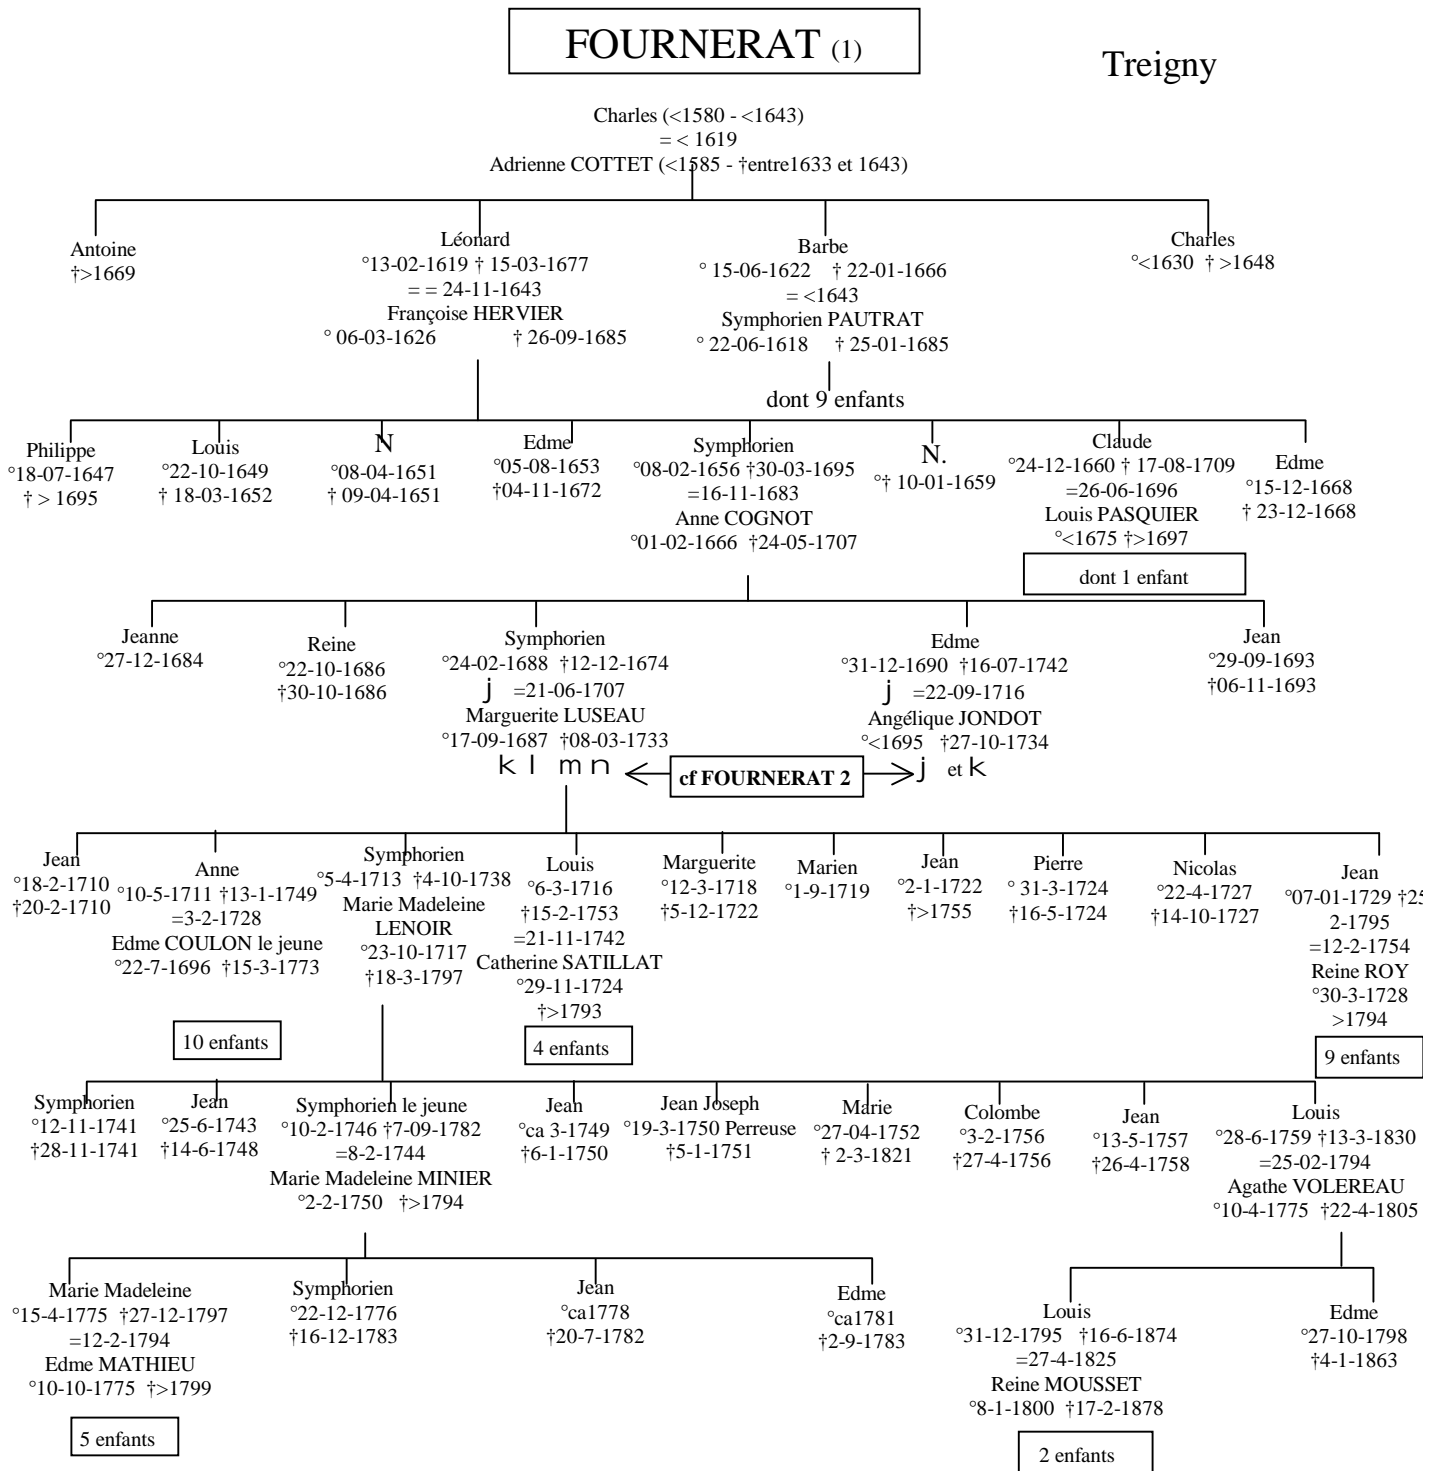 FOURNERAT (1)
Treigny
Charles (<1580 - <1643)
= < 1619
Adrienne COTTET (<1585 - †entre1633 et 1643)
Antoine
†>1669
Léonard
°13-02-1619 † 15-03-1677
= = 24-11-1643
Françoise HERVIER
° 06-03-1626 † 26-09-1685
Barbe
° 15-06-1622 † 22-01-1666
= <1643
Symphorien PAUTRAT
° 22-06-1618 † 25-01-1685
dont 9 enfants
Charles
°<1630 † >1648
Philippe
°18-07-1647
† > 1695
Louis
°22-10-1649
† 18-03-1652
N
°08-04-1651
† 09-04-1651
Edme
°05-08-1653
†04-11-1672
Symphorien
°08-02-1656 †30-03-1695
=16-11-1683
Anne COGNOT
°01-02-1666 †24-05-1707
N.
°† 10-01-1659
Claude
°24-12-1660 † 17-08-1709
=26-06-1696
Louis PASQUIER
°<1675 †>1697
dont 1 enfant
Edme
°15-12-1668
† 23-12-1668
Jeanne
°27-12-1684
Reine
°22-10-1686
†30-10-1686
Symphorien
°24-02-1688 †12-12-1674
j =21-06-1707
Marguerite LUSEAU
°17-09-1687 †08-03-1733
k l m n
cf FOURNERAT 2
Edme
°31-12-1690 †16-07-1742
j =22-09-1716
Angélique JONDOT
°<1695 †27-10-1734
j et k
Jean
°29-09-1693
†06-11-1693
Jean
°18-2-1710
†20-2-1710
Anne
°10-5-1711 †13-1-1749
=3-2-1728
Edme COULON le jeune
°22-7-1696 †15-3-1773
10 enfants
Symphorien
°5-4-1713 †4-10-1738
Marie Madeleine
LENOIR
°23-10-1717
†18-3-1797
Louis
°6-3-1716
†15-2-1753
=21-11-1742
Catherine SATILLAT
°29-11-1724
†>1793
4 enfants
Marguerite
°12-3-1718
†5-12-1722
Marien
°1-9-1719
Jean
°2-1-1722
†>1755
Pierre
° 31-3-1724
†16-5-1724
Nicolas
°22-4-1727
†14-10-1727
Jean
°07-01-1729 †25
2-1795
=12-2-1754
Reine ROY
°30-3-1728
>1794
9 enfants
Symphorien
°12-11-1741
†28-11-1741
Jean
°25-6-1743
†14-6-1748
Symphorien le jeune
°10-2-1746 †7-09-1782
=8-2-1744
Marie Madeleine MINIER
°2-2-1750 †>1794
Jean
°ca 3-1749
†6-1-1750
Jean Joseph
°19-3-1750 Perreuse
†5-1-1751
Marie
°27-04-1752
† 2-3-1821
Colombe
°3-2-1756
†27-4-1756
Jean
°13-5-1757
†26-4-1758
Louis
°28-6-1759 †13-3-1830
=25-02-1794
Agathe VOLEREAU
°10-4-1775 †22-4-1805
Marie Madeleine
°15-4-1775 †27-12-1797
=12-2-1794
Edme MATHIEU
°10-10-1775 †>1799
5 enfants
Symphorien
°22-12-1776
†16-12-1783
Jean
°ca1778
†20-7-1782
Edme
°ca1781
†2-9-1783
Louis
°31-12-1795 †16-6-1874
=27-4-1825
Reine MOUSSET
°8-1-1800 †17-2-1878
2 enfants
Edme
°27-10-1798
†4-1-1863